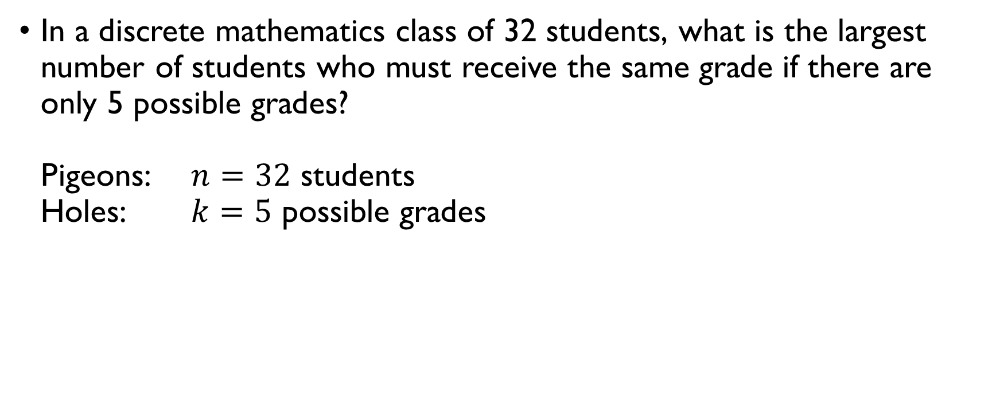 • In a discrete mathematics class of 32 students, what is the largest
number of students who must receive the same grade if there are
only 5 possible grades?
Pigeons: n = 32 students
Holes: k = 5 possible grades